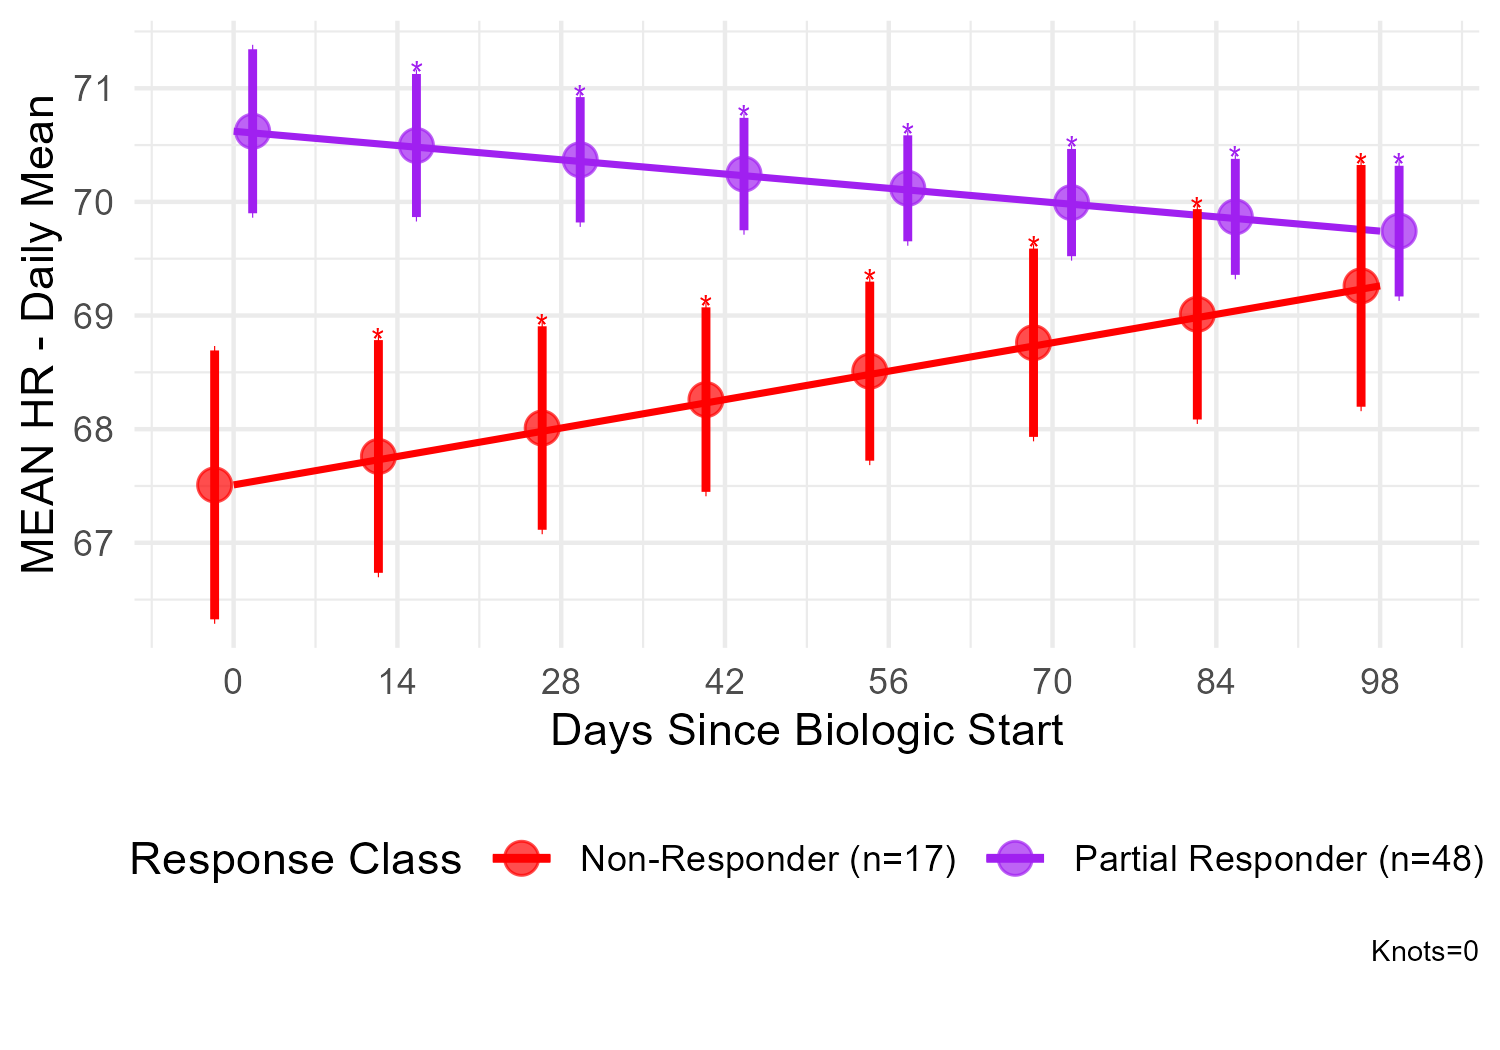 MEAN HR - Daily Mean
71
70
69
68
67
0 14 28 42 56 70 84 98
Days Since Biologic Start
Response Class Non-Responder (n=17) Partial Responder (n=48)
Knots=0